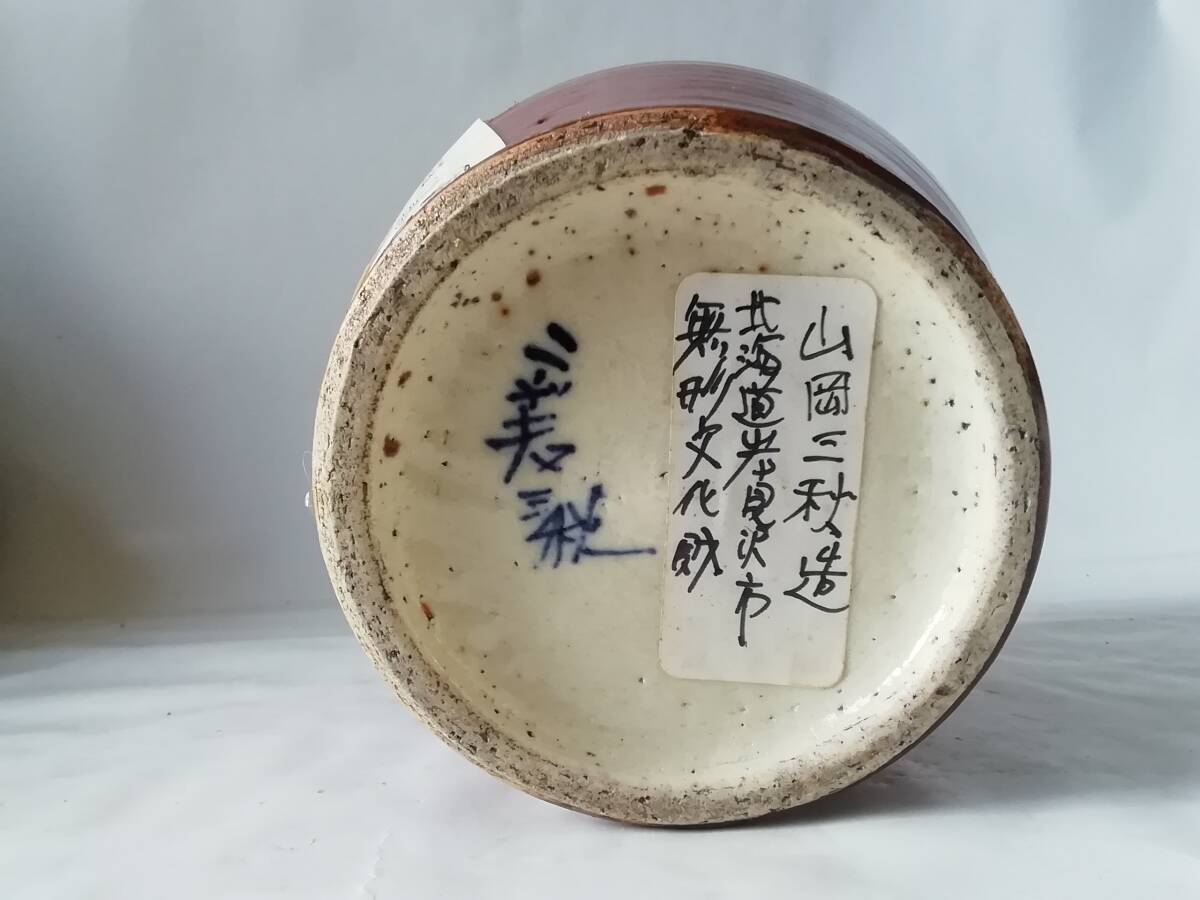 山岡三秋造
北海道岩見沢市
無形文化財
三秋